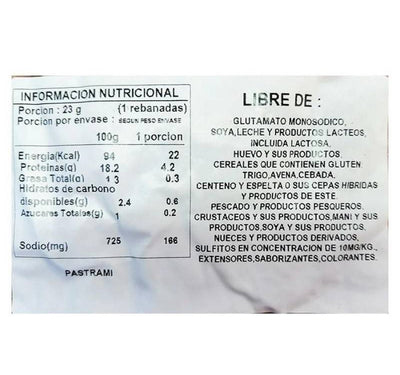 INFORMACION NUTRICIONAL
Porcion : 23 g (1 rebanadas)
Porcion por envase : SEGUN PESO ENVASE
100g 1 porcion
Energia(Kcal) 94 22
Proteinas(g) 18.2 4.2
Grasa Total(g) 1.3 0.3
Hidratos de carbono
disponibles(g) 2.4 0.6
Azucares Totales(g) 1 0.2
Sodio(mg) 725 166
PASTRAMI
LIBRE DE :
GLUTAMATO MONOSODICO,
SOYA,LECHE Y PRODUCTOS LACTEOS,
INCLUIDA LACTOSA.
HUEVO Y SUS PRODUCTOS.
CEREALES QUE CONTIENEN GLUTEN
TRIGO,AVENA,CEBADA.
CENTENO Y ESPELTA O SUS CEPAS HIBRIDAS
Y PRODUCTOS DE ESTE.
PESCADO Y PRODUCTOS PESQUEROS.
CRUSTACEOS Y SUS PRODUCTOS,MANI Y SUS
PRODUCTOS,SOYA Y SUS PRODUCTOS.
NUECES Y PRODUCTOS DERIVADOS,
SULFITOS EN CONCENTRACION DE 10MG/KG.,
EXTENSORES,SABORIZANTES,COLORANTES.